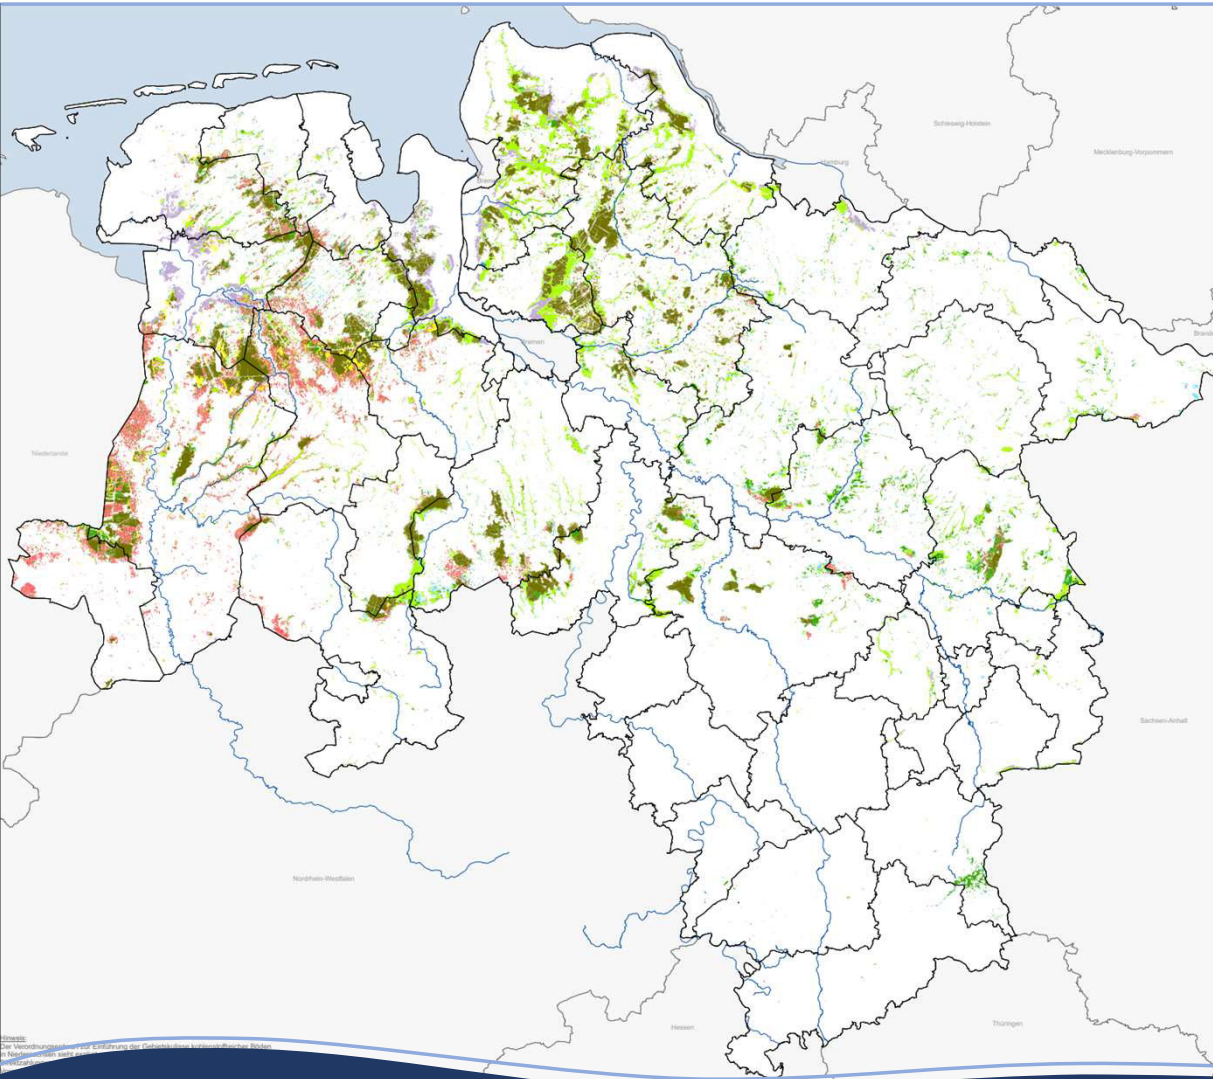 Schleswig-Holstein
Mecklenburg-Vorpommern
Hamburg
Bremen
Niederlande
Sachsen-Anhalt
Nordrhein-Westfalen
Hessen
Thüringen
Hinweis:
Der Verordnungsentwurf zur Einführung der Gebietskulisse kohlenstoffreicher Böden
in Niedersachsen sieht